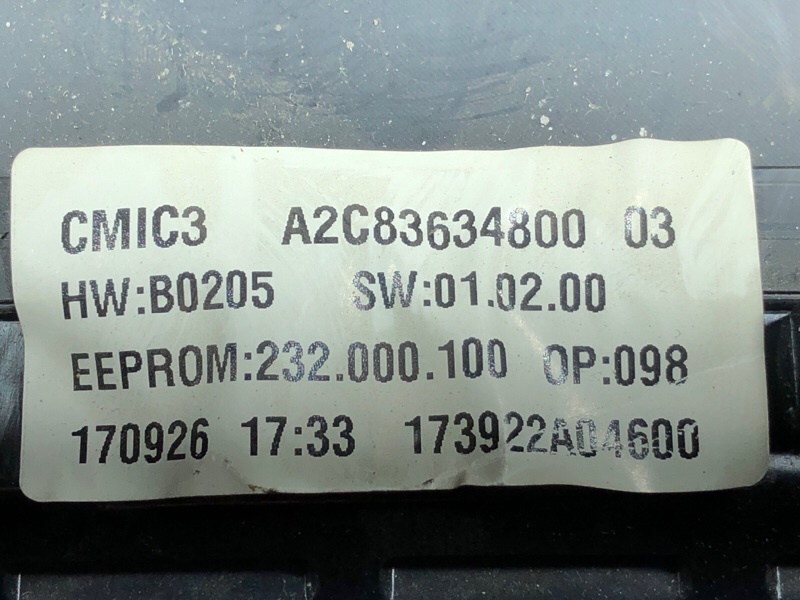 CMIC3 A2C83634800 03
HW:B0205 SW:01.02.00
EEPROM:232.000.100 OP:098
170926 17:33 173922A04600